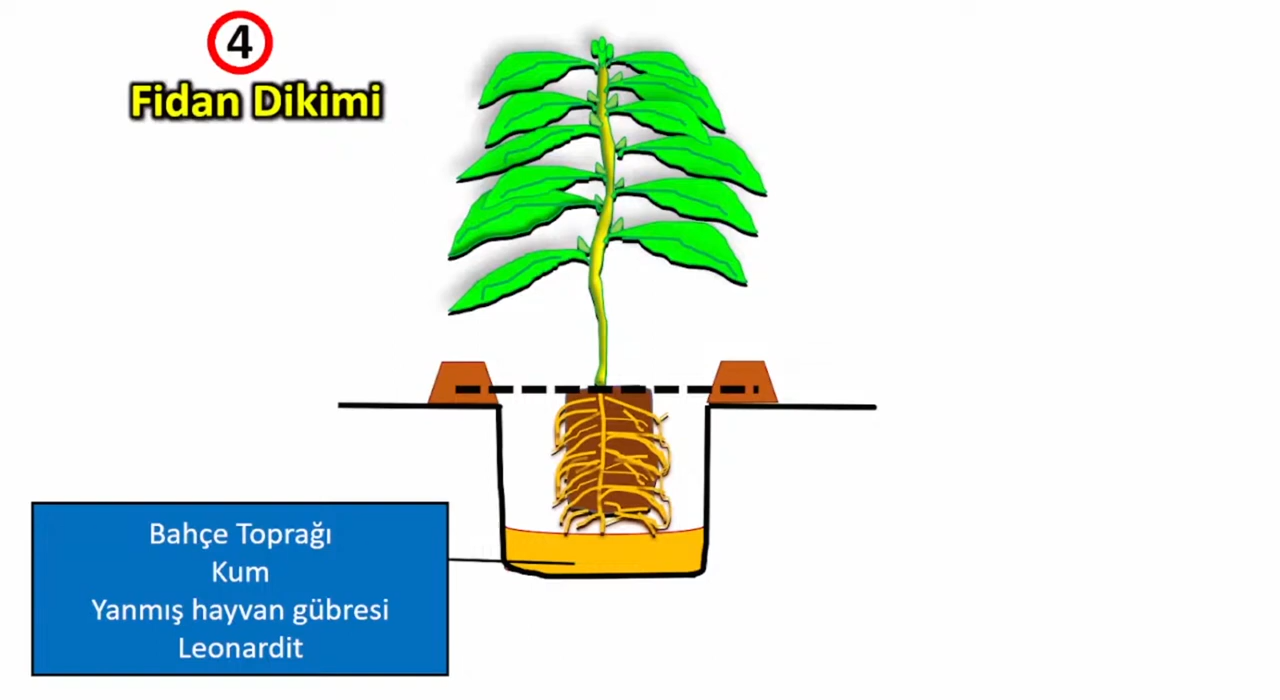 4
Fidan Dikimi
Bahçe Toprağı
Kum
Yanmış hayvan gübresi
Leonardit